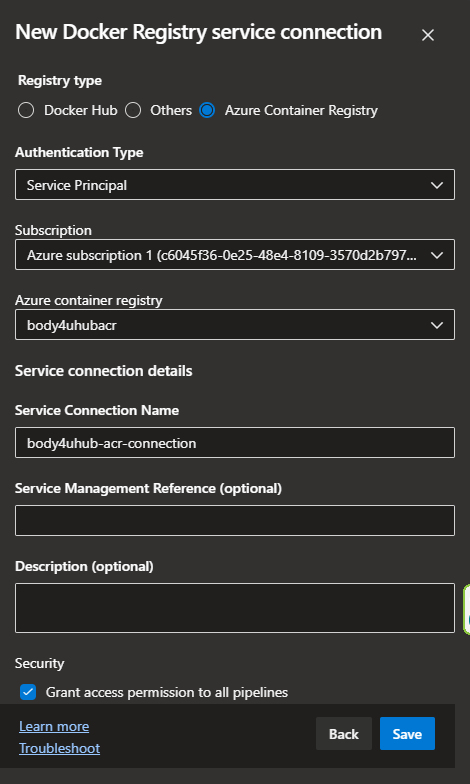 New Docker Registry service connection
Registry type
Docker Hub Others Azure Container Registry
Authentication Type
Service Principal
Subscription
Azure subscription 1 (c6045f36-0e25-48e4-8109-3570d2b797...
Azure container registry
body4uhubacr
Service connection details
Service Connection Name
body4uhub-acr-connection
Service Management Reference (optional)
Description (optional)
Security
Grant access permission to all pipelines
Learn more
Troubleshoot
Back Save